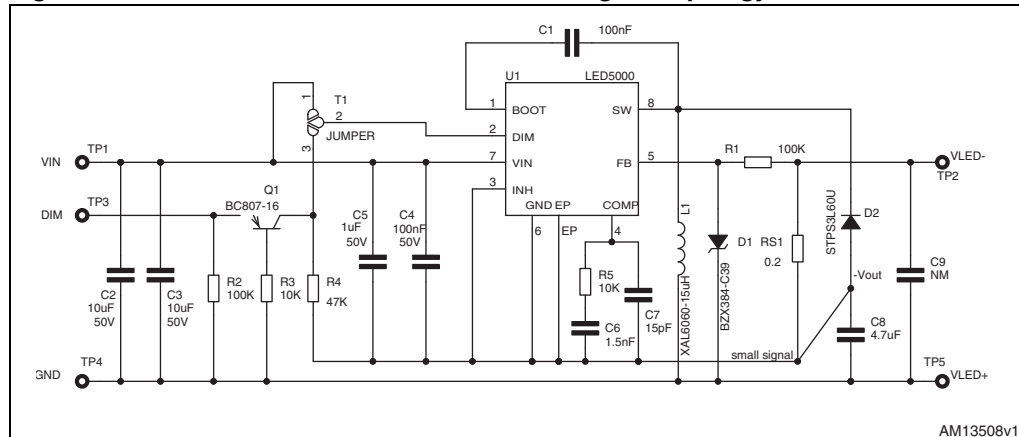 C1 100nF
U1 LED5000
1 BOOT SW 8
1 T1
2
JUMPER
3
2 DIM
TP1 VIN
7 VIN FB 5
R1 100K
VLED- TP2
3 INH
TP3 DIM
Q1
BC807-16
GND EP COMP
6 EP 4
C5
1uF
50V
C4
100nF
50V
L1
XAL6060-15uH
D1
BZX384-C39
RS1
0.2
STPS3L60U
D2
-Vout
C9
NM
C2
10uF
50V
C3
10uF
50V
R2
100K
R3
10K
R4
47K
R5
10K
C6
1.5nF
C7
15pF
C8
4.7uF
small signal
TP4
GND
TP5
VLED+
AM13508v1